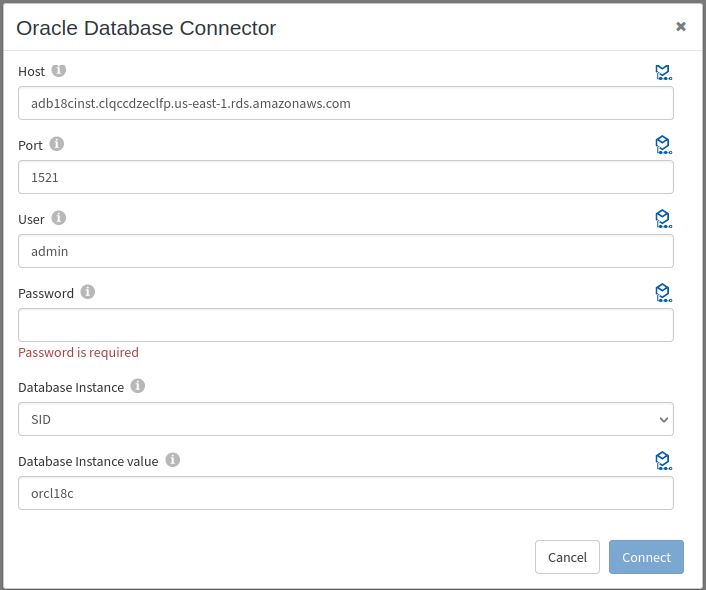 Oracle Database Connector
Host
adb18cinst.clqccdzeclfp.us-east-1.rds.amazonaws.com
Port
1521
User
admin
Password
Password is required
Database Instance
SID
Database Instance value
orcl18c
Cancel
Connect